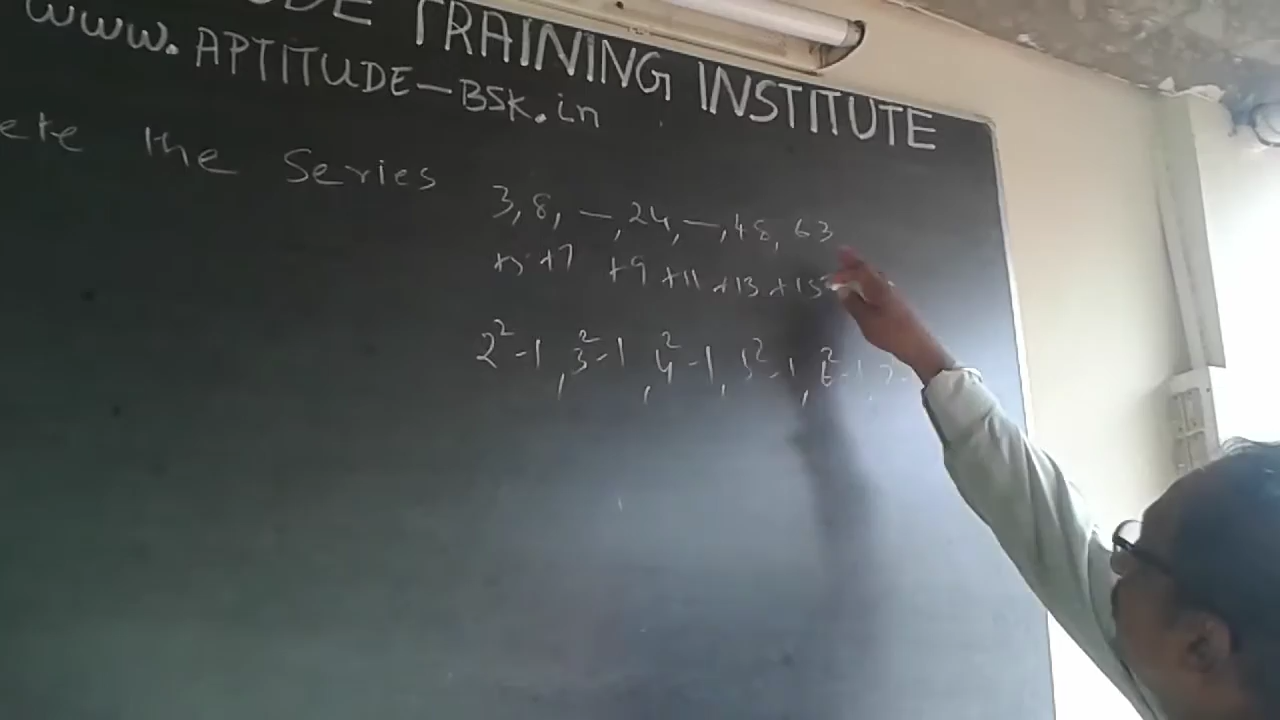 DE TRAINING INSTITUTE
www.APTITUDE-BSK.in
ete the Series
3, 8, —, 24, —, 48, 63
+5 +7 +9 +11 +13 +15
2²-1, 3²-1, 4²-1, 5²-1, 6²-1,